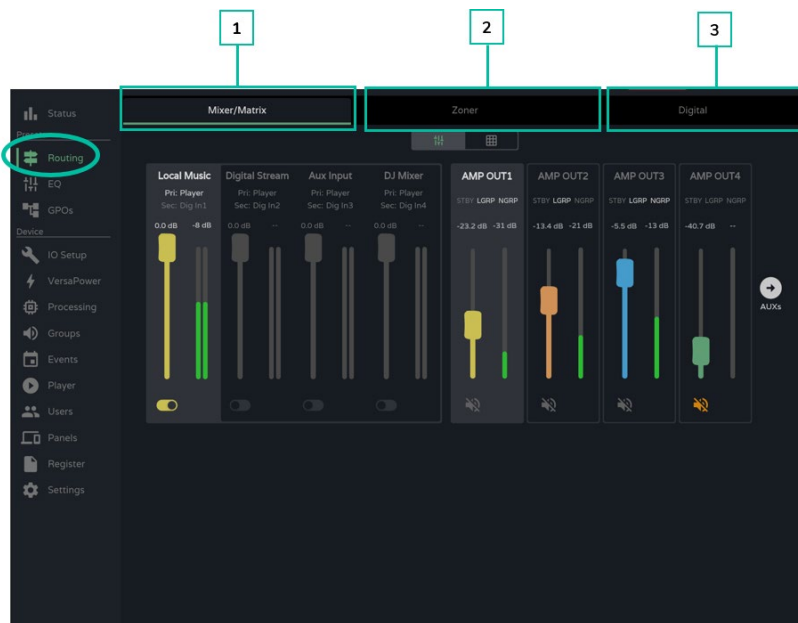 1
2
3
Mixer/Matrix
Zoner
Digital
Status
Routing
EQ
GPOs
Device
IO Setup
VersaPower
Processing
Groups
Events
Player
Users
Panels
Register
Settings
Local Music
Pri: Player
Sec: Dig In1
0.0 dB -8 dB
Digital Stream
Pri: Player
Sec: Dig In2
0.0 dB --
Aux Input
Pri: Player
Sec: Dig In3
0.0 dB --
DJ Mixer
Pri: Player
Sec: Dig In4
0.0 dB --
AMP OUT1
STBY LGRP NGRP
-23.2 dB -31 dB
AMP OUT2
STBY LGRP NGRP
-13.4 dB -21 dB
AMP OUT3
STBY LGRP NGRP
-5.5 dB -13 dB
AMP OUT4
STBY LGRP NGRP
-40.7 dB --
AUXs